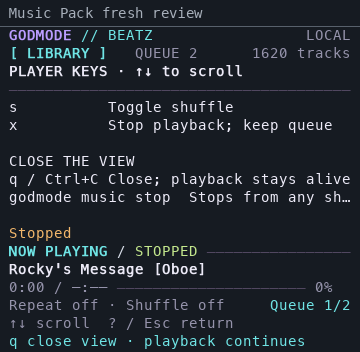 Music Pack fresh review
GODMODE // BEATZ LOCAL
[ LIBRARY ] QUEUE 2 1620 tracks
PLAYER KEYS · ↑↓ to scroll
s Toggle shuffle
x Stop playback; keep queue
CLOSE THE VIEW
q / Ctrl+C Close; playback stays alive
godmode music stop Stops from any sh…
Stopped
NOW PLAYING / STOPPED
Rocky's Message [Oboe]
0:00 / —:—— 0%
Repeat off · Shuffle off Queue 1/2
↑↓ scroll ? / Esc return
q close view · playback continues